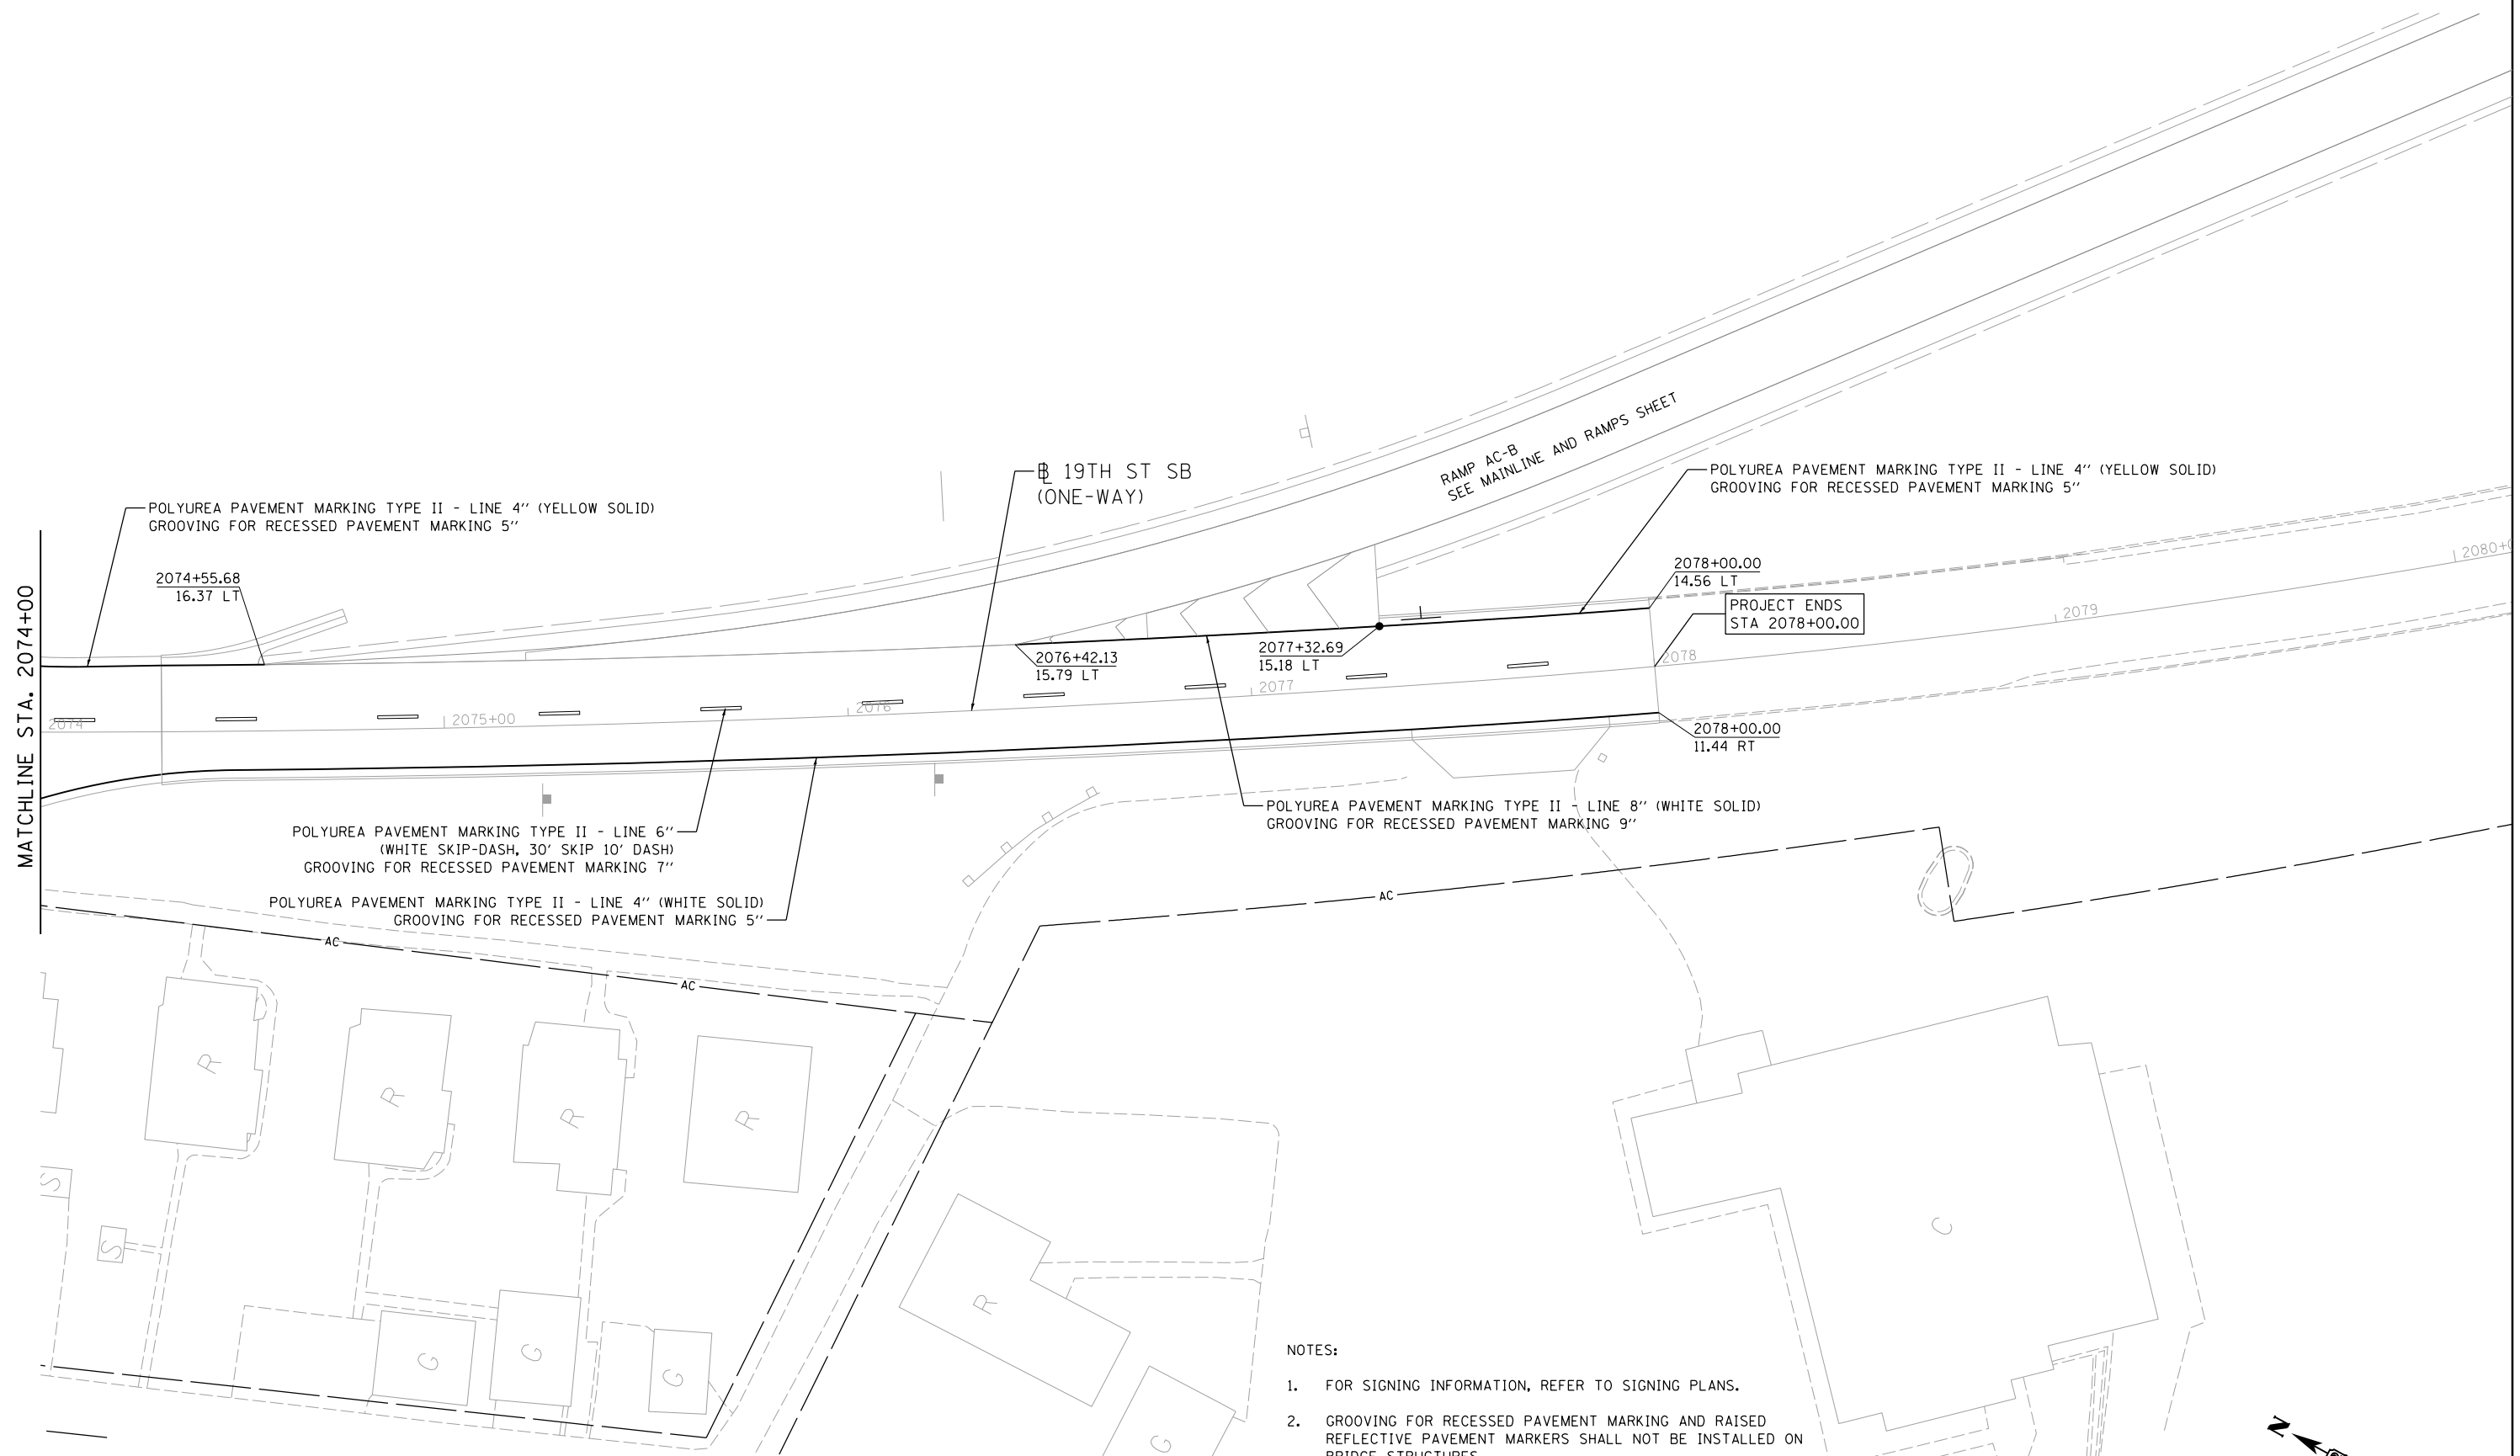 MATCHLINE STA. 2074+00
RAMP AC-B
SEE MAINLINE AND RAMPS SHEET
BL 19TH ST SB
(ONE-WAY)
POLYUREA PAVEMENT MARKING TYPE II - LINE 4" (YELLOW SOLID)
GROOVING FOR RECESSED PAVEMENT MARKING 5"
POLYUREA PAVEMENT MARKING TYPE II - LINE 4" (YELLOW SOLID)
GROOVING FOR RECESSED PAVEMENT MARKING 5"
2074+55.68
16.37 LT
2078+00.00
14.56 LT
PROJECT ENDS
STA 2078+00.00
2076+42.13
15.79 LT
2077+32.69
15.18 LT
2074
2075+00
2076
2077
2078
2079
2080+0
2078+00.00
11.44 RT
POLYUREA PAVEMENT MARKING TYPE II - LINE 8" (WHITE SOLID)
GROOVING FOR RECESSED PAVEMENT MARKING 9"
POLYUREA PAVEMENT MARKING TYPE II - LINE 6"
(WHITE SKIP-DASH, 30' SKIP 10' DASH)
GROOVING FOR RECESSED PAVEMENT MARKING 7"
POLYUREA PAVEMENT MARKING TYPE II - LINE 4" (WHITE SOLID)
GROOVING FOR RECESSED PAVEMENT MARKING 5"
AC
AC
AC
R
R
R
R
S
S
R
C
G
G
G
G
NOTES:
1. FOR SIGNING INFORMATION, REFER TO SIGNING PLANS.
2. GROOVING FOR RECESSED PAVEMENT MARKING AND RAISED
REFLECTIVE PAVEMENT MARKERS SHALL NOT BE INSTALLED ON
BRIDGE STRUCTURES
N